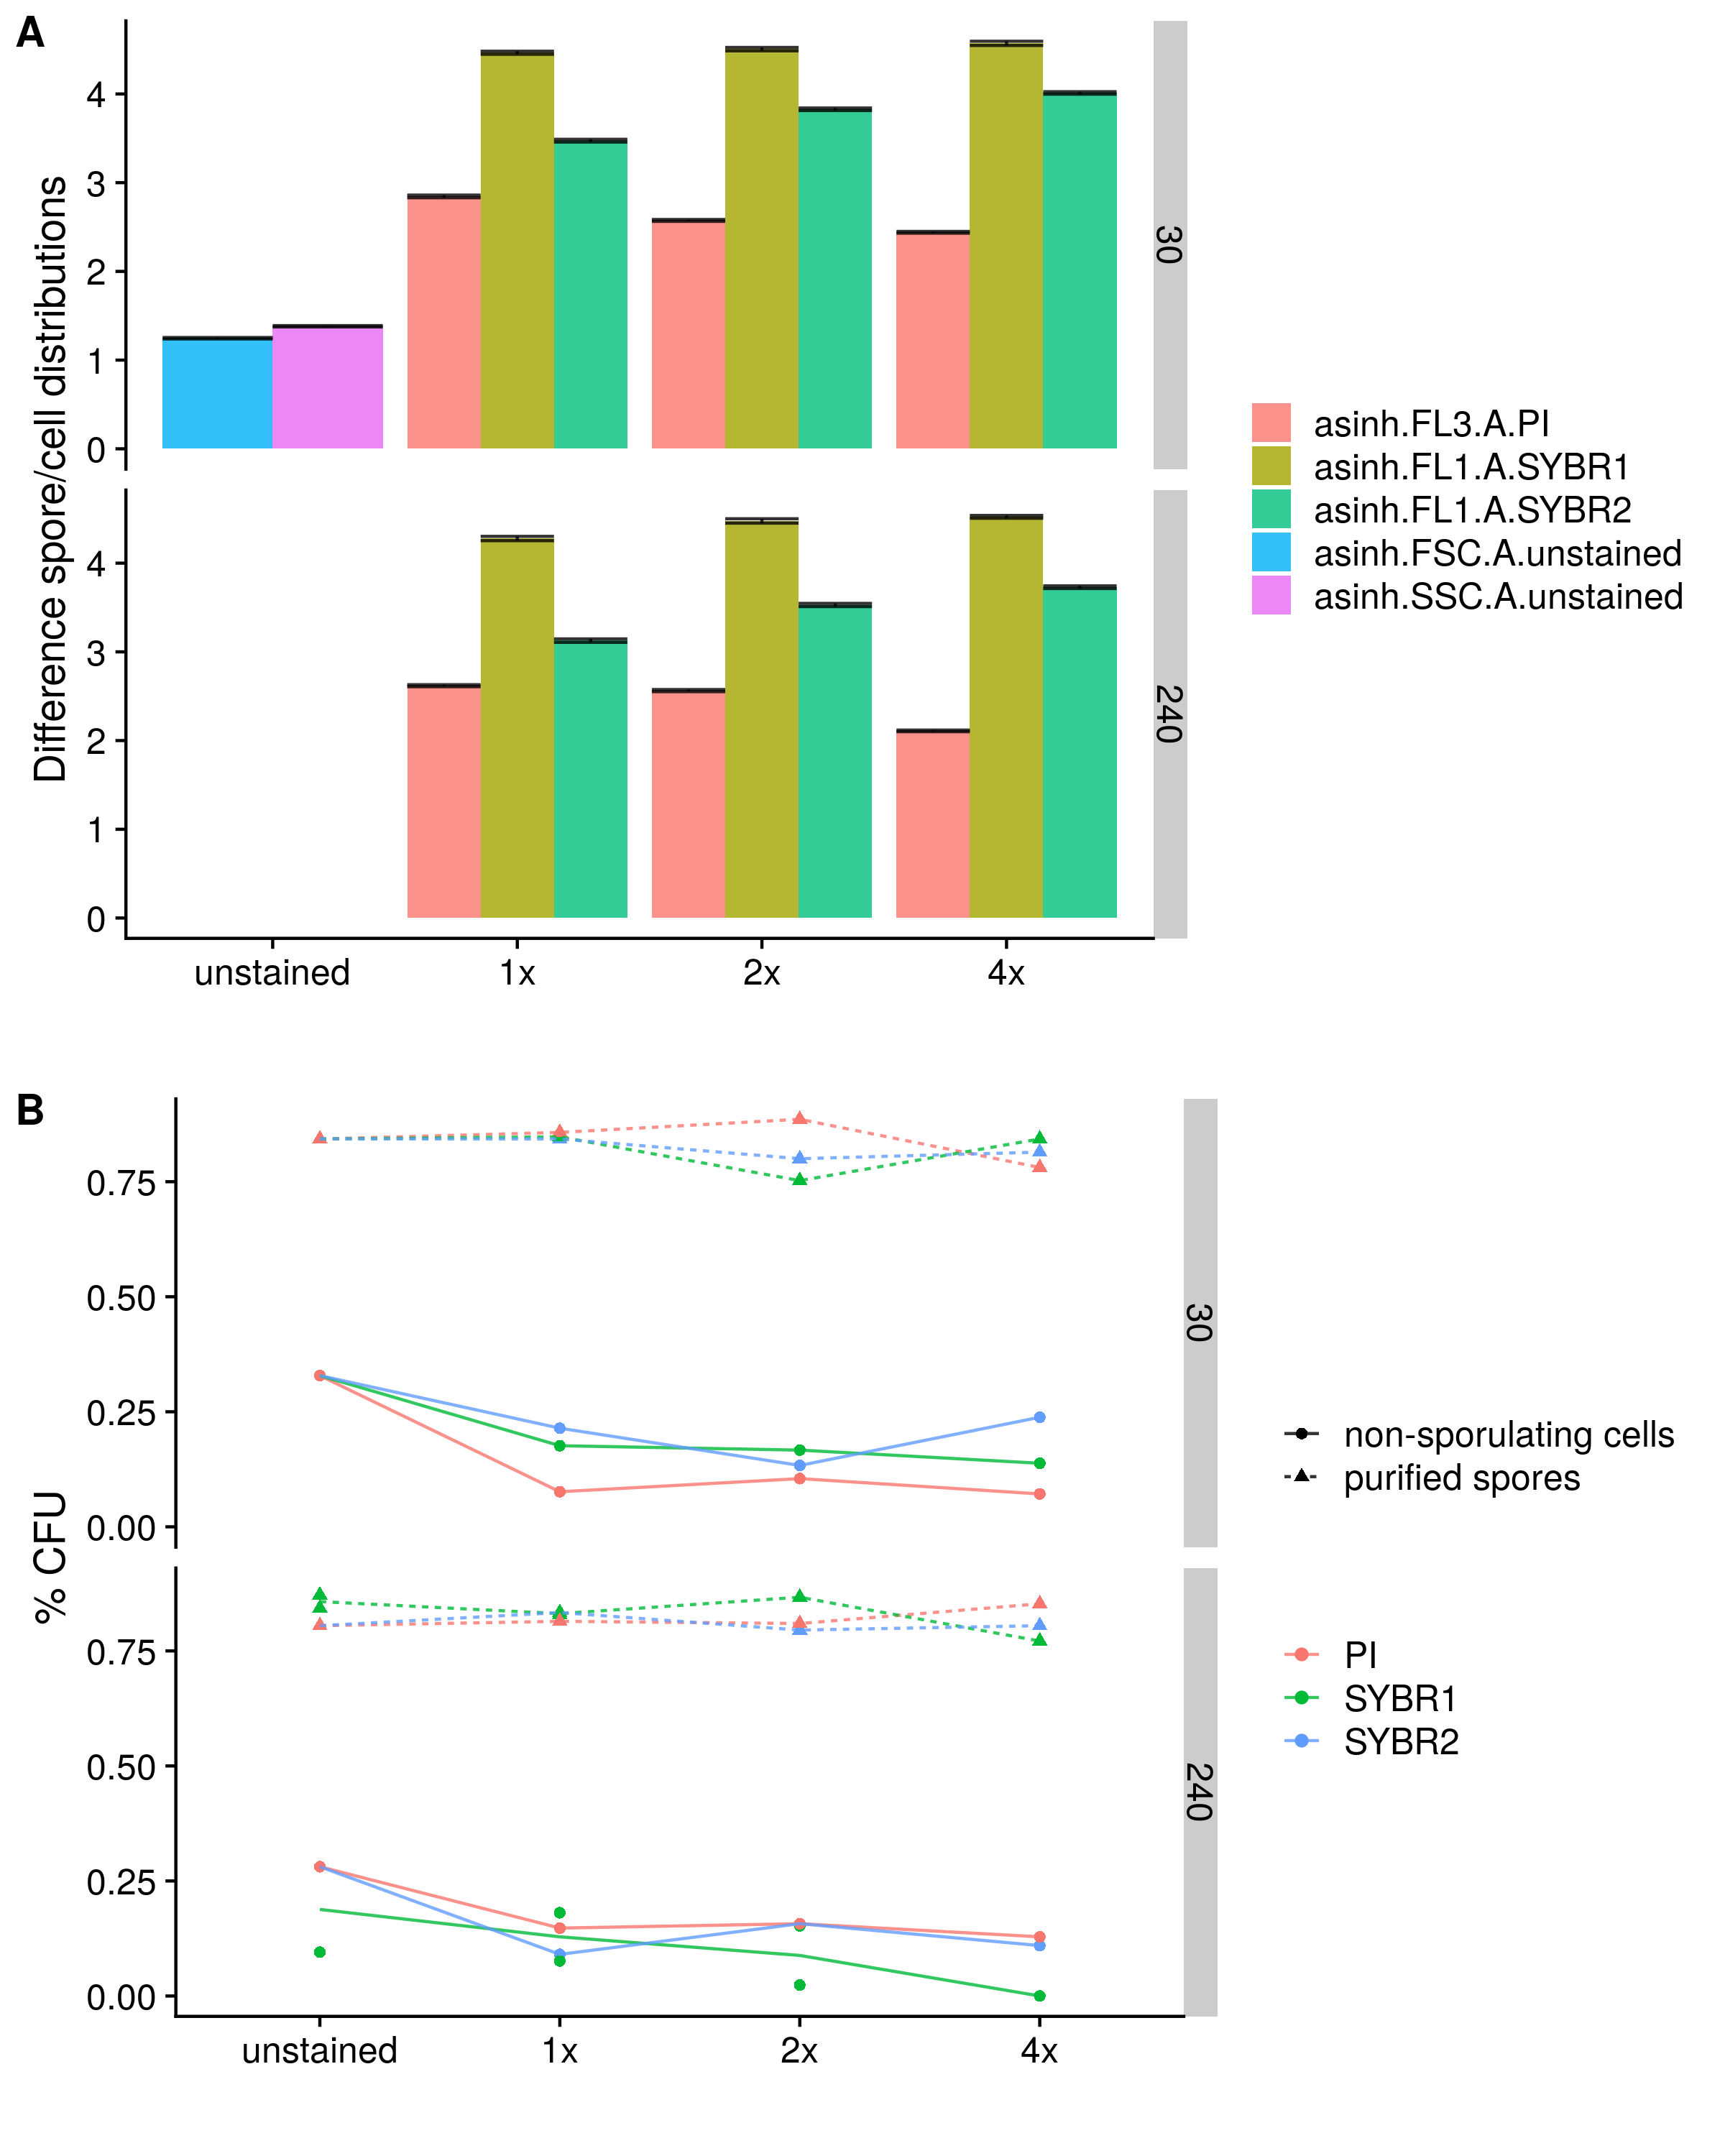 A
Difference spore/cell distributions
4
3
2
1
0
30
4
3
2
1
0
240
unstained 1x 2x 4x
asinh.FL3.A.PI
asinh.FL1.A.SYBR1
asinh.FL1.A.SYBR2
asinh.FSC.A.unstained
asinh.SSC.A.unstained
B
% CFU
0.75
0.50
0.25
0.00
30
0.75
0.50
0.25
0.00
240
unstained 1x 2x 4x
non-sporulating cells
purified spores
PI
SYBR1
SYBR2